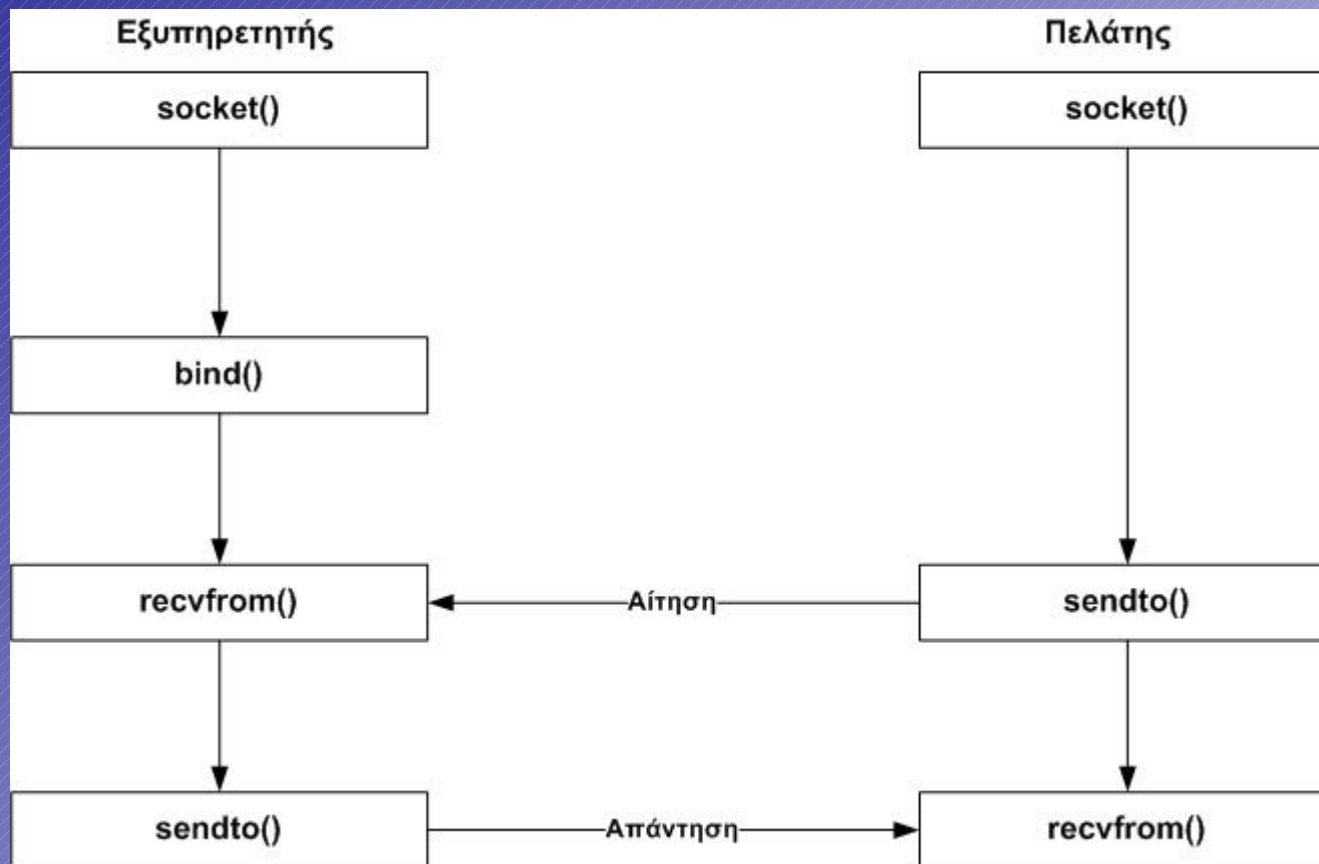 Εξυπηρετητής
Πελάτης
socket()
socket()
bind()
recvfrom()
Αίτηση
sendto()
sendto()
Απάντηση
recvfrom()